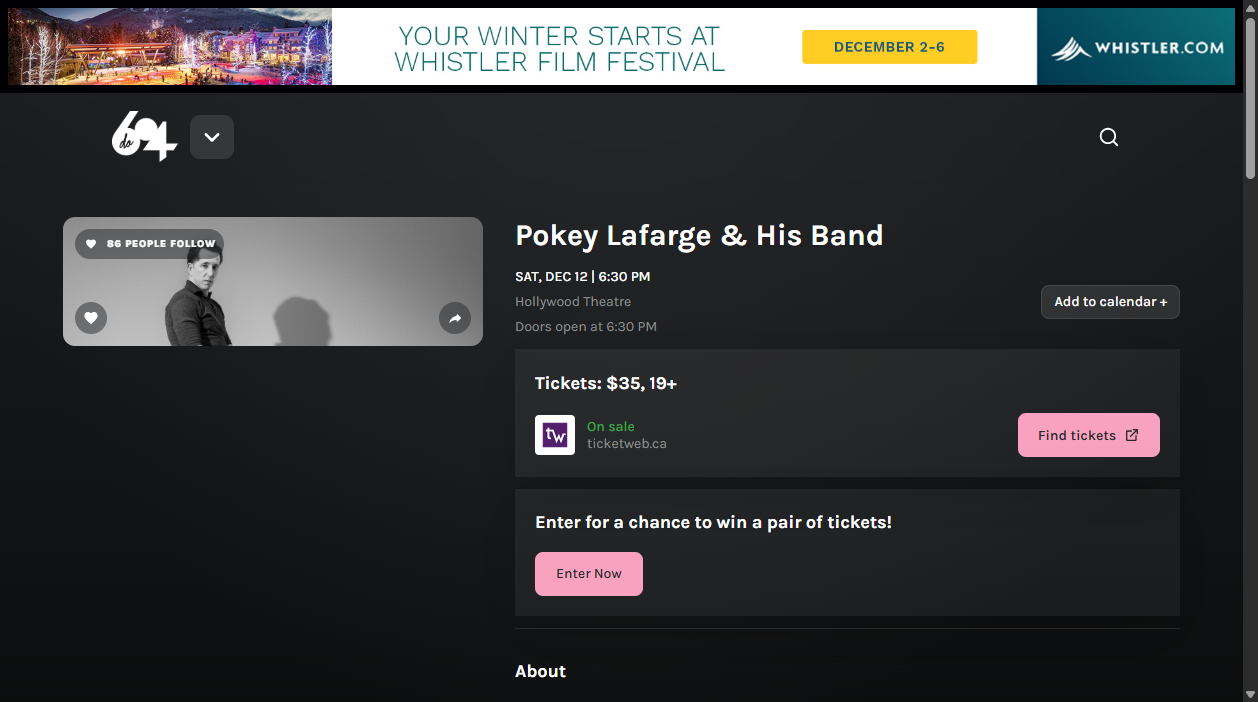 YOUR WINTER STARTS AT
WHISTLER FILM FESTIVAL
DECEMBER 2-6
WHISTLER.COM
do604
86 PEOPLE FOLLOW
Pokey Lafarge & His Band
SAT, DEC 12 | 6:30 PM
Hollywood Theatre
Doors open at 6:30 PM
Add to calendar +
Tickets: $35, 19+
tw
On sale
ticketweb.ca
Find tickets
Enter for a chance to win a pair of tickets!
Enter Now
About